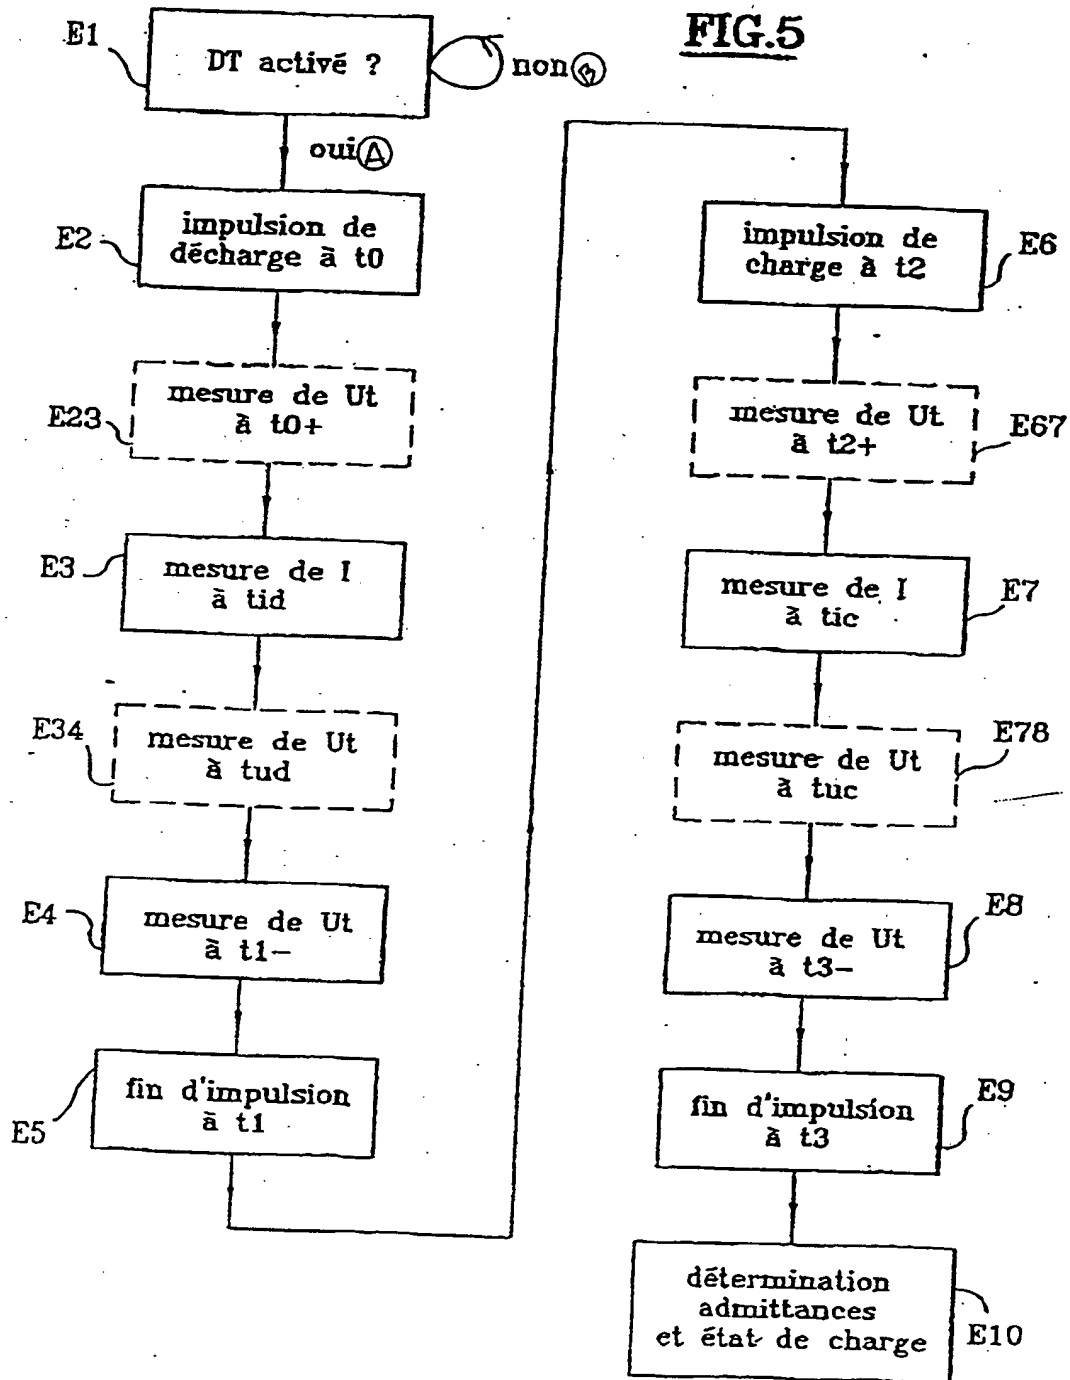 FIG.5
E1
DT activé ?
non B
oui A
E2
impulsion de
décharge à t0
E23
mesure de Ut
à t0+
E3
mesure de I
à tid
E34
mesure de Ut
à tud
E4
mesure de Ut
à t1-
E5
fin d'impulsion
à t1
impulsion de
charge à t2
E6
mesure de Ut
à t2+
E67
mesure de I
à tic
E7
mesure de Ut
à tuc
E78
mesure de Ut
à t3-
E8
fin d'impulsion
à t3
E9
détermination
admittances
et état de charge
E10